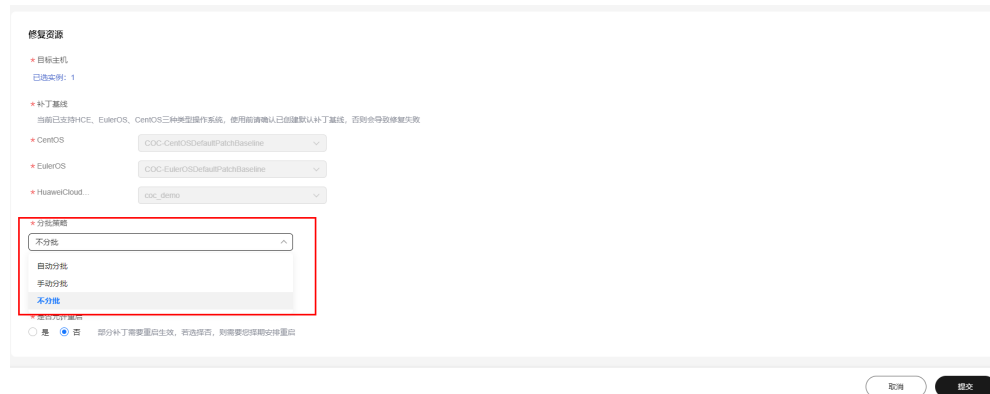 修复资源
* 目标主机
已选实例：1
* 补丁基线
当前已支持HCE、EulerOS、CentOS三种类型操作系统，使用前请确认已创建默认补丁基线，否则会导致修复失败
* CentOS
COC-CentOSDefaultPatchBaseline
* EulerOS
COC-EulerOSDefaultPatchBaseline
* HuaweiCloud...
coc_demo
* 分批策略
不分批
自动分批
手动分批
不分批
* 是否允许重启
是 否 部分补丁需要重启生效，若选择否，则需要您择期安排重启
取消 提交